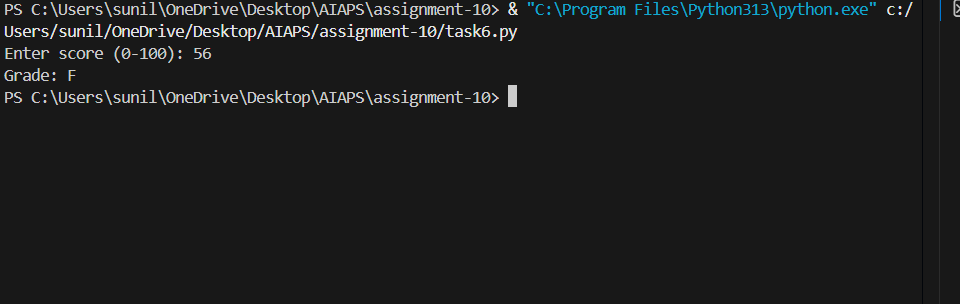 PS C:\Users\sunil\OneDrive\Desktop\AIAPS\assignment-10> & "C:\Program Files\Python313\python.exe" c:/
Users/sunil/OneDrive/Desktop/AIAPS/assignment-10/task6.py
Enter score (0-100): 56
Grade: F
PS C:\Users\sunil\OneDrive\Desktop\AIAPS\assignment-10>